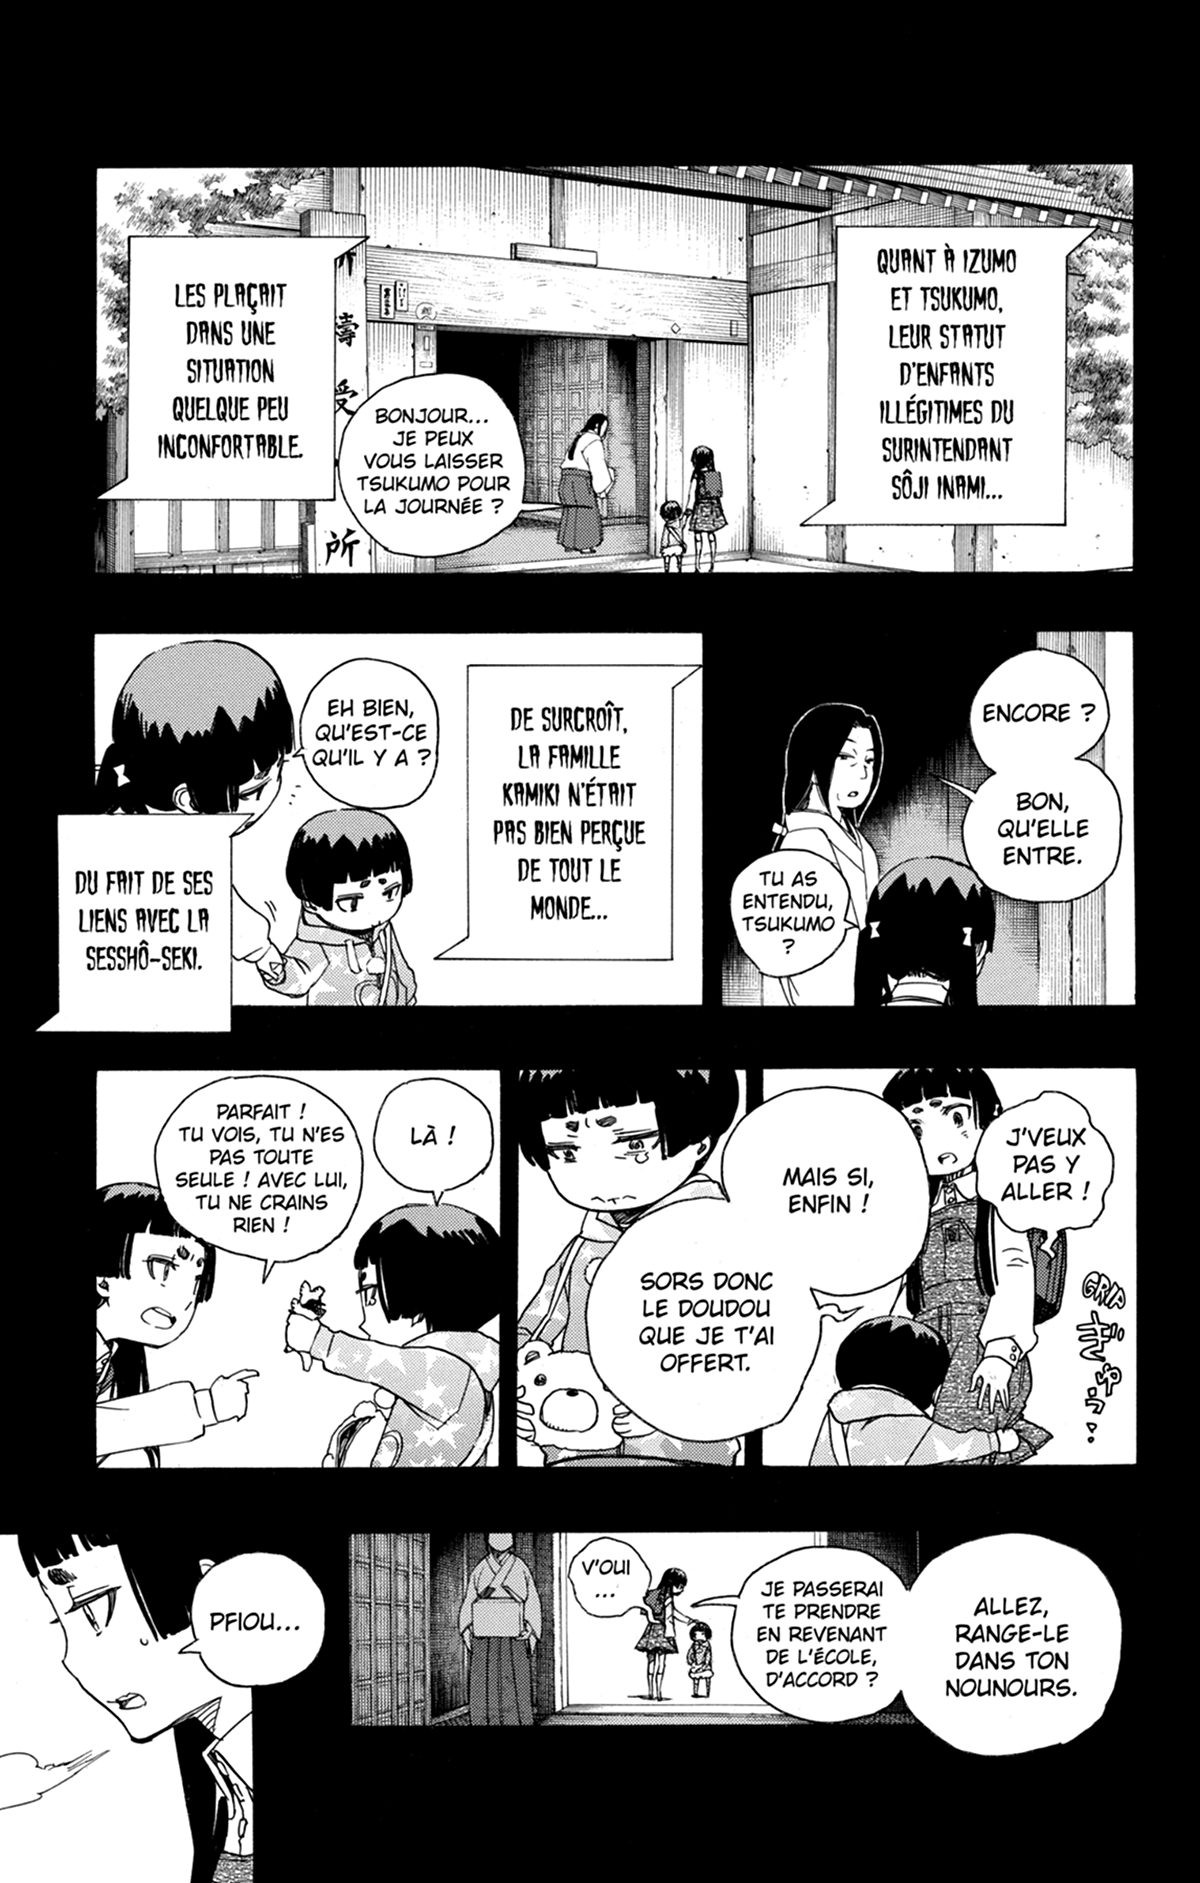 QUANT À IZUMO
ET TSUKUMO,
LEUR STATUT
D'ENFANTS
ILLÉGITIMES DU
SURINTENDANT
SÔJI INAMI...
LES PLAÇAIT
DANS UNE
SITUATION
QUELQUE PEU
INCONFORTABLE.
BONJOUR...
JE PEUX
VOUS LAISSER
TSUKUMO POUR
LA JOURNÉE ?
禱
受
所
ENCORE ?
BON,
QU'ELLE
ENTRE.
TU AS
ENTENDU,
TSUKUMO
?
DE SURCROÎT,
LA FAMILLE
KAMIKI N'ÉTAIT
PAS BIEN PERÇUE
DE TOUT LE
MONDE...
EH BIEN,
QU'EST-CE
QU'IL Y A ?
DU FAIT DE SES
LIENS AVEC LA
SESSHÔ-SEKI.
J'VEUX
PAS Y
ALLER !
GRIP
ギュッ
MAIS SI,
ENFIN !
SORS DONC
LE DOUDOU
QUE JE T'AI
OFFERT.
LÀ !
PARFAIT !
TU VOIS, TU N'ES
PAS TOUTE
SEULE ! AVEC LUI,
TU NE CRAINS
RIEN !
ALLEZ,
RANGE-LE
DANS TON
NOUNOURS.
JE PASSERAI
TE PRENDRE
EN REVENANT
DE L'ÉCOLE,
D'ACCORD ?
V'OUI
...
PFIOU...